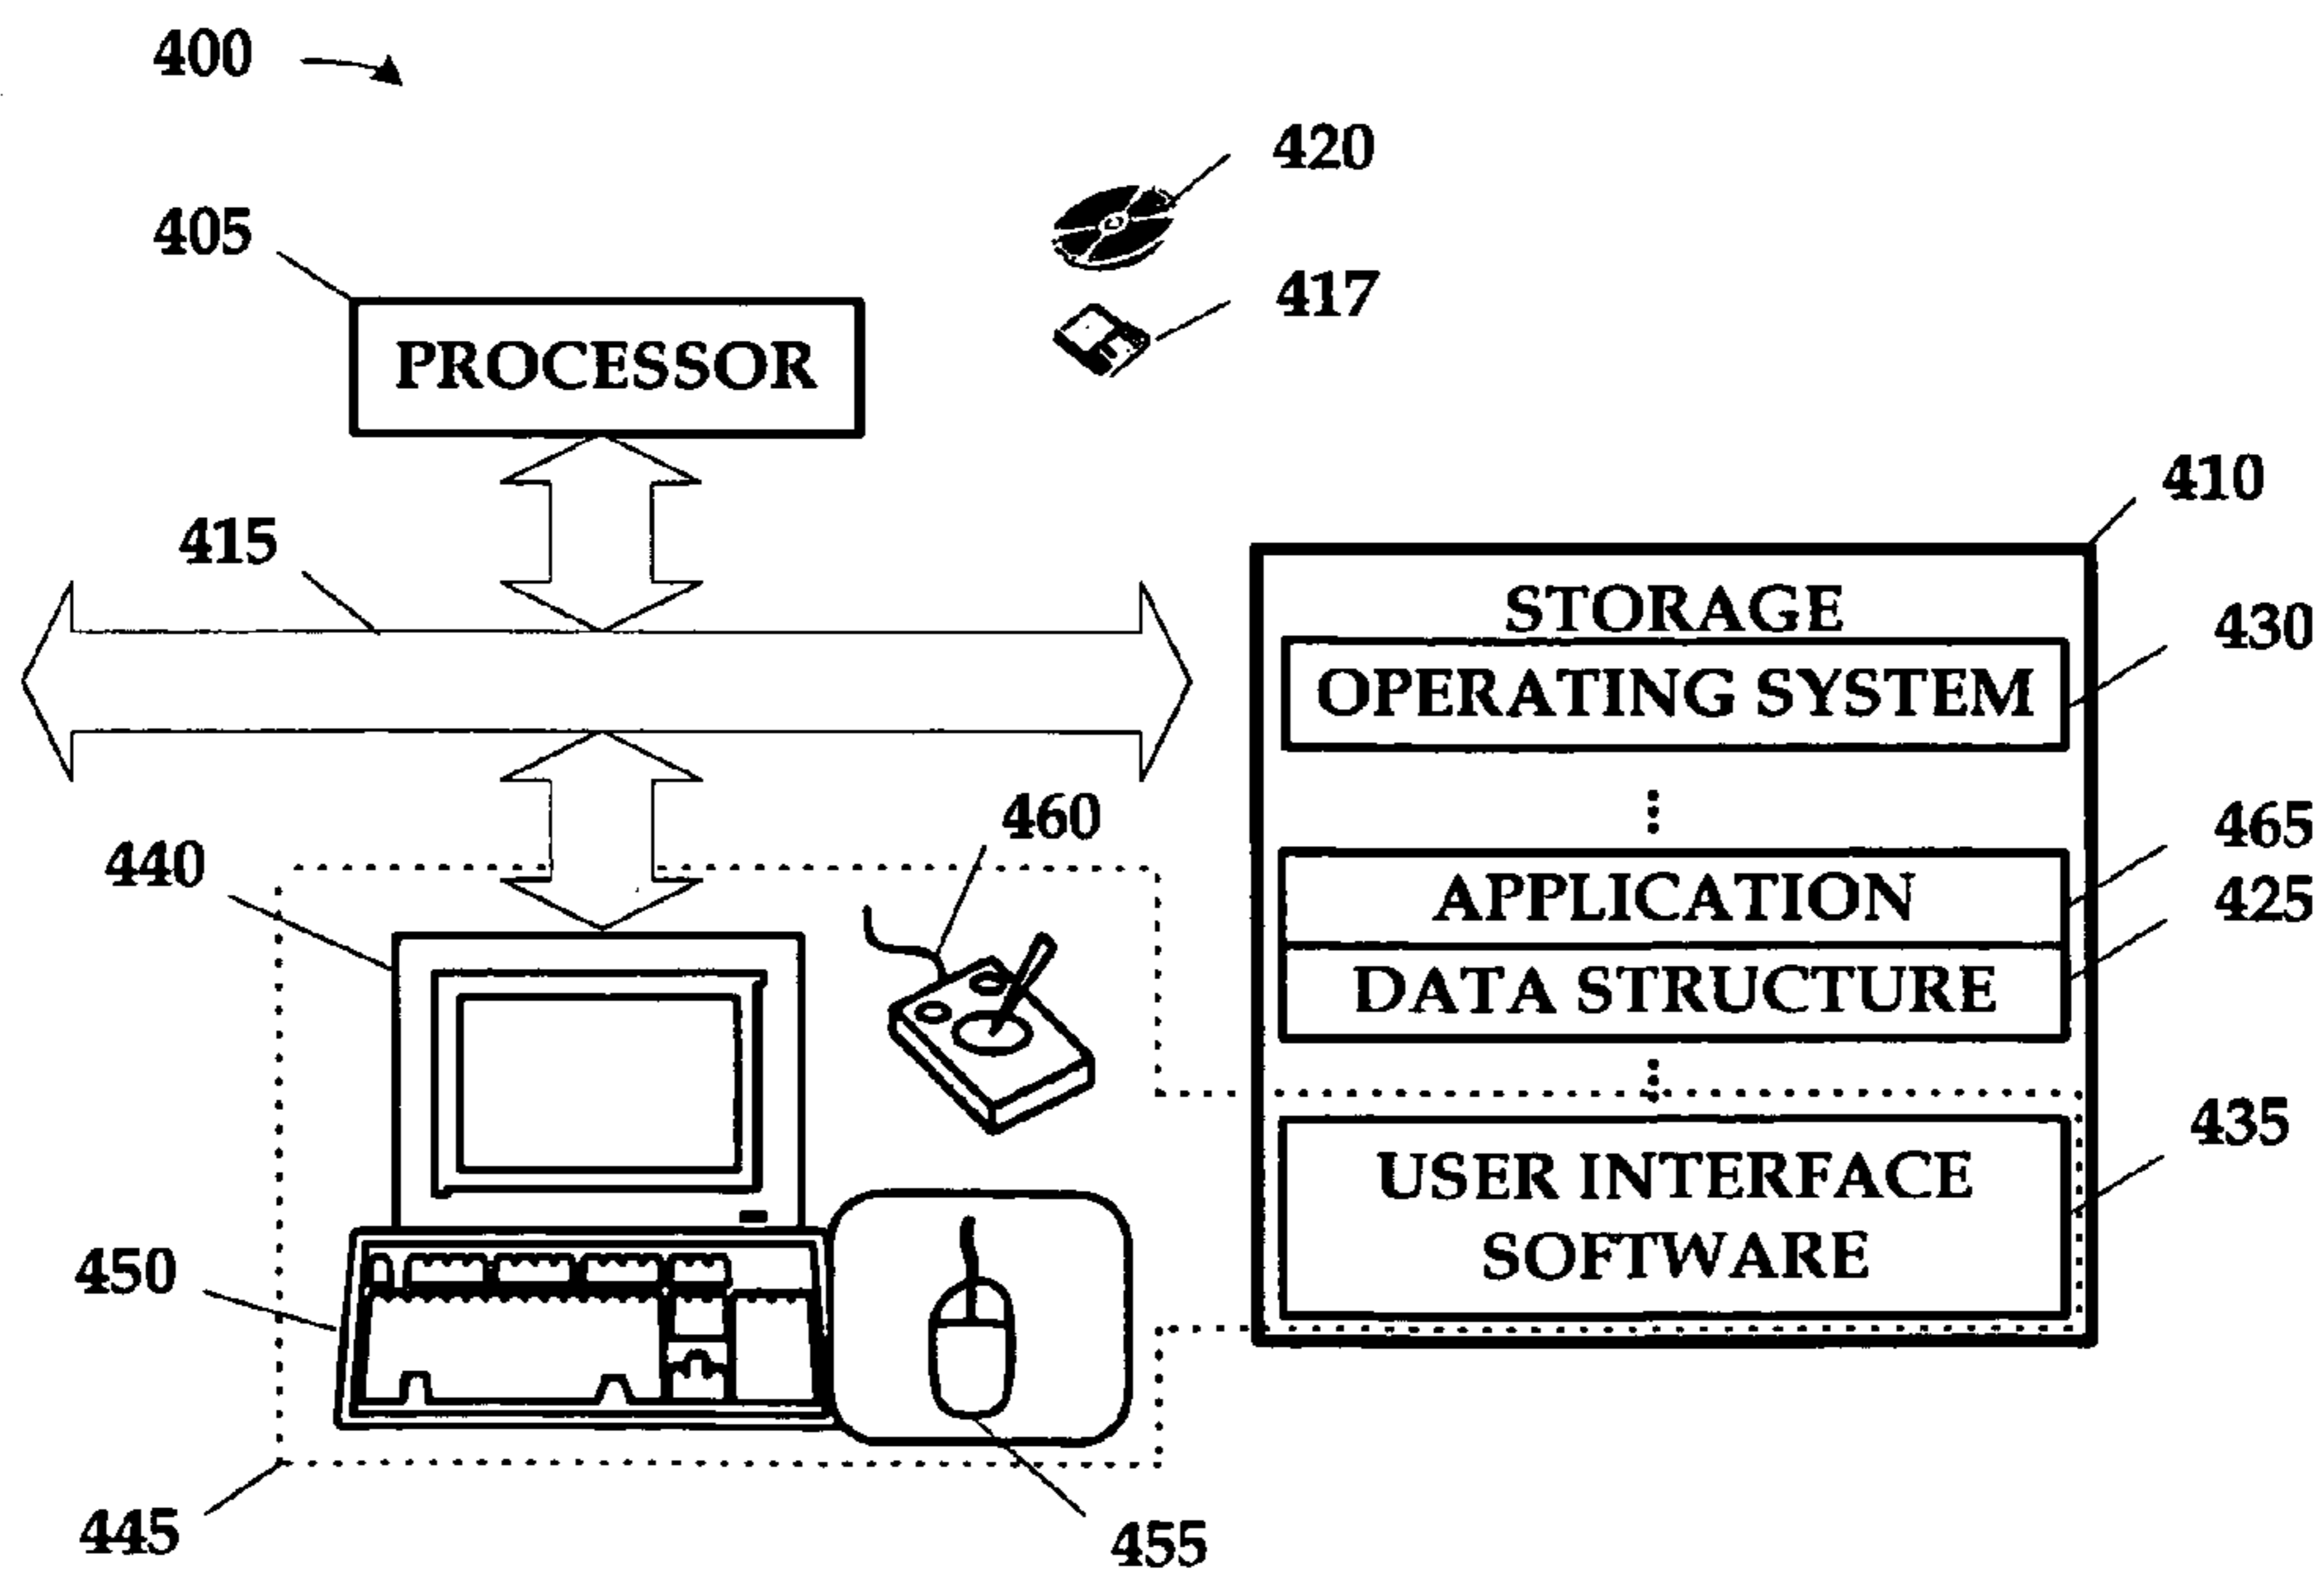 400
420
405
417
PROCESSOR
410
415
STORAGE
430
OPERATING SYSTEM
460
465
440
APPLICATION
425
DATA STRUCTURE
435
USER INTERFACE
SOFTWARE
450
445
455